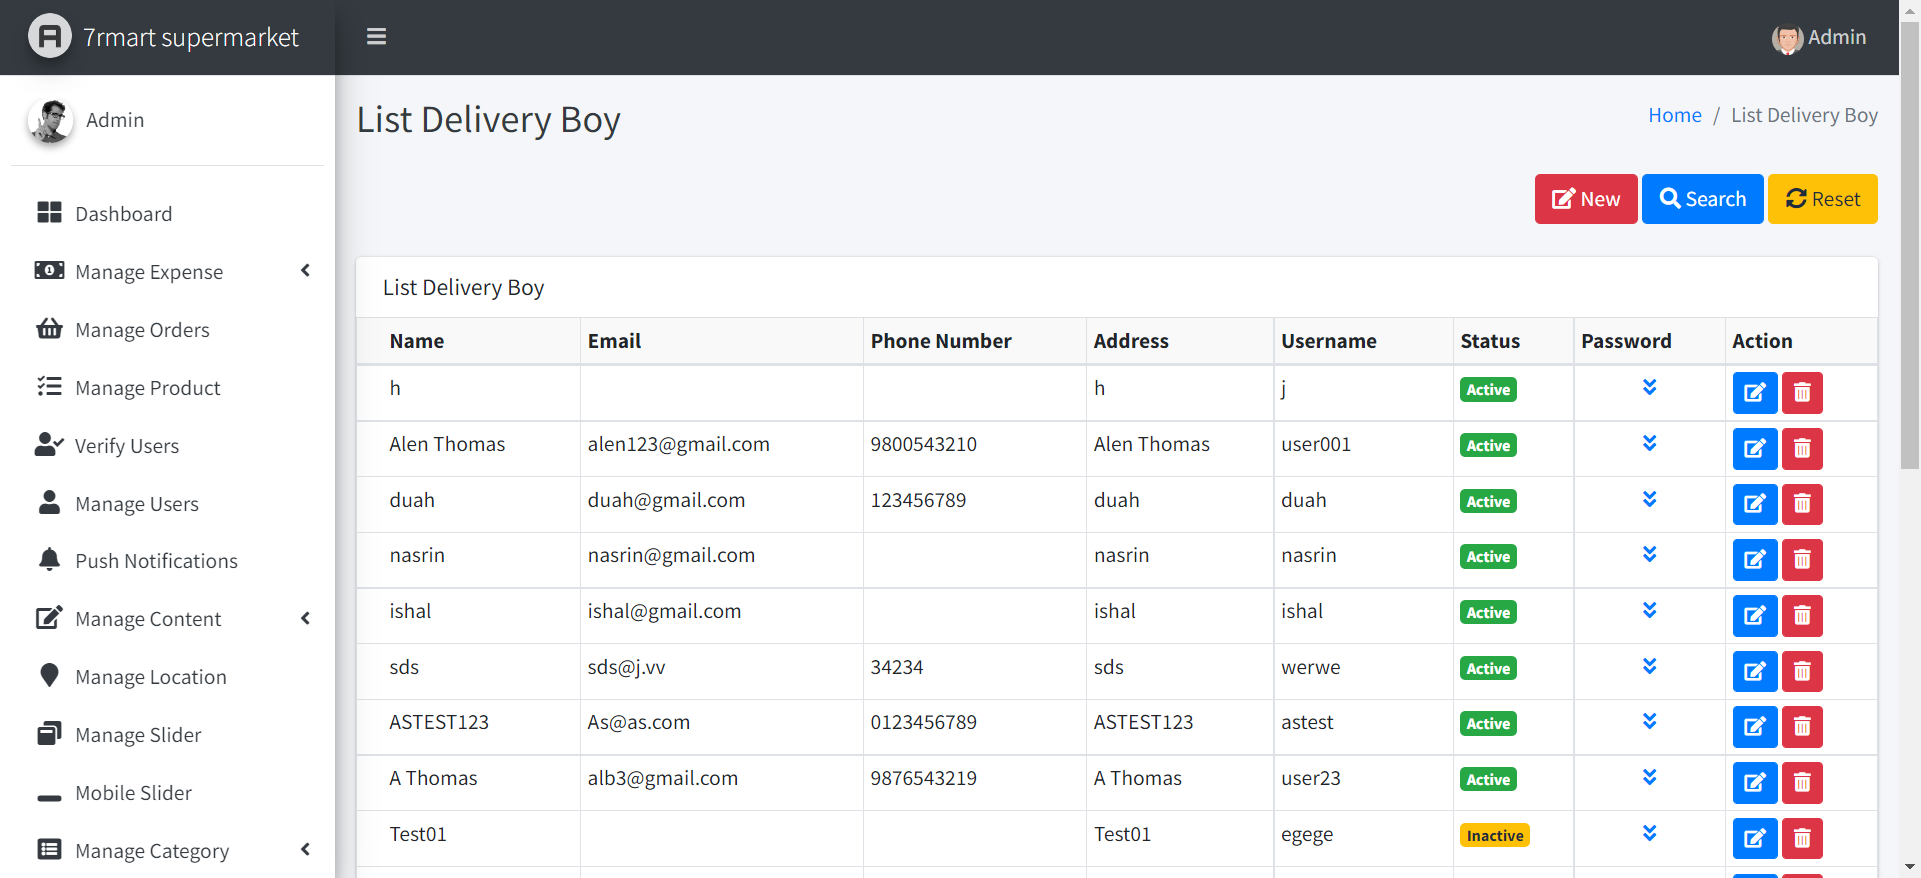 7rmart supermarket
Admin
Admin
Dashboard
Manage Expense
Manage Orders
Manage Product
Verify Users
Manage Users
Push Notifications
Manage Content
Manage Location
Manage Slider
Mobile Slider
Manage Category
List Delivery Boy
Home / List Delivery Boy
New Search Reset
List Delivery Boy
Name Email Phone Number Address Username Status Password Action
h h j Active
Alen Thomas alen123@gmail.com 9800543210 Alen Thomas user001 Active
duah duah@gmail.com 123456789 duah duah Active
nasrin nasrin@gmail.com nasrin nasrin Active
ishal ishal@gmail.com ishal ishal Active
sds sds@j.vv 34234 sds werwe Active
ASTEST123 As@as.com 0123456789 ASTEST123 astest Active
A Thomas alb3@gmail.com 9876543219 A Thomas user23 Active
Test01 Test01 egege Inactive